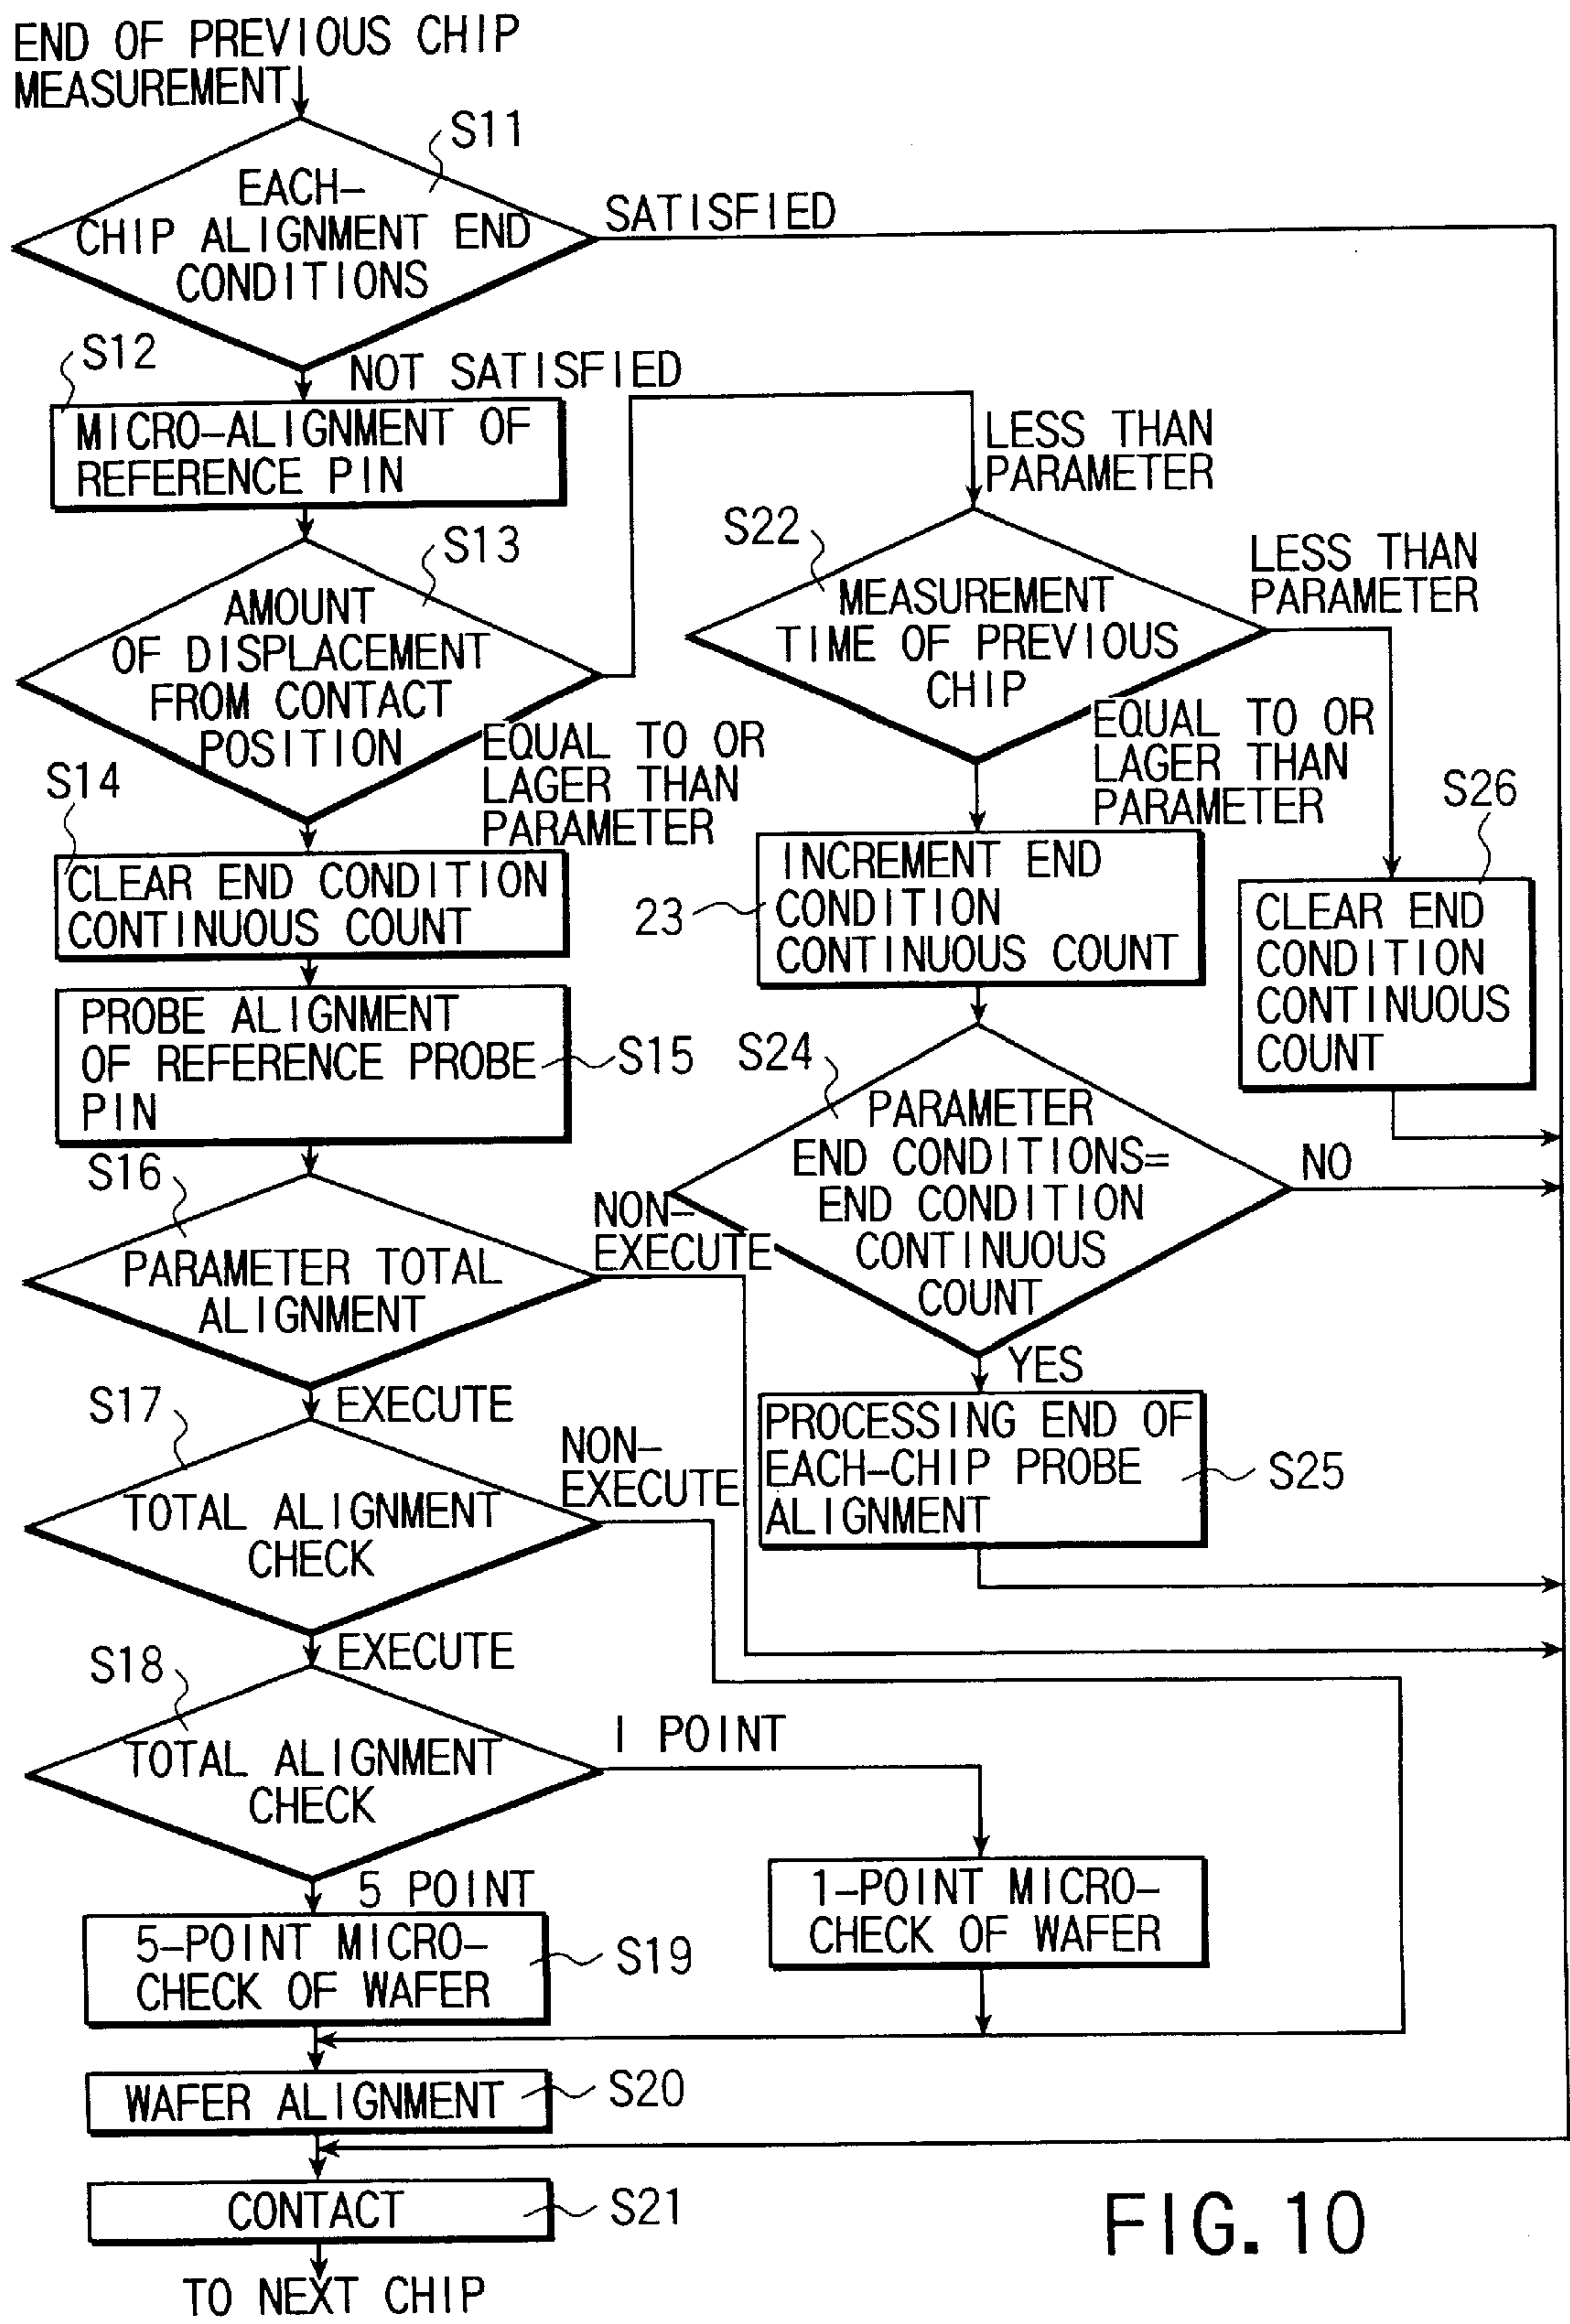 END OF PREVIOUS CHIP
MEASUREMENT
S11
EACH-
CHIP ALIGNMENT END
CONDITIONS
SATISFIED
S12
NOT SATISFIED
MICRO-ALIGNMENT OF
REFERENCE PIN
LESS THAN
PARAMETER
S13
AMOUNT
OF DISPLACEMENT
FROM CONTACT
POSITION
S22
MEASUREMENT
TIME OF PREVIOUS
CHIP
LESS THAN
PARAMETER
EQUAL TO OR
LAGER THAN
PARAMETER
EQUAL TO OR
LAGER THAN
PARAMETER
S14
CLEAR END CONDITION
CONTINUOUS COUNT
23
INCREMENT END
CONDITION
CONTINUOUS COUNT
S26
CLEAR END
CONDITION
CONTINUOUS
COUNT
PROBE ALIGNMENT
OF REFERENCE PROBE
PIN
S15
S24
PARAMETER
END CONDITIONS=
END CONDITION
CONTINUOUS
COUNT
NO
S16
PARAMETER TOTAL
ALIGNMENT
NON-
EXECUTE
YES
S17
EXECUTE
TOTAL ALIGNMENT
CHECK
NON-
EXECUTE
PROCESSING END OF
EACH-CHIP PROBE
ALIGNMENT
S25
EXECUTE
S18
TOTAL ALIGNMENT
CHECK
1 POINT
5 POINT
5-POINT MICRO-
CHECK OF WAFER
S19
1-POINT MICRO-
CHECK OF WAFER
WAFER ALIGNMENT
S20
CONTACT
S21
TO NEXT CHIP
FIG. 10